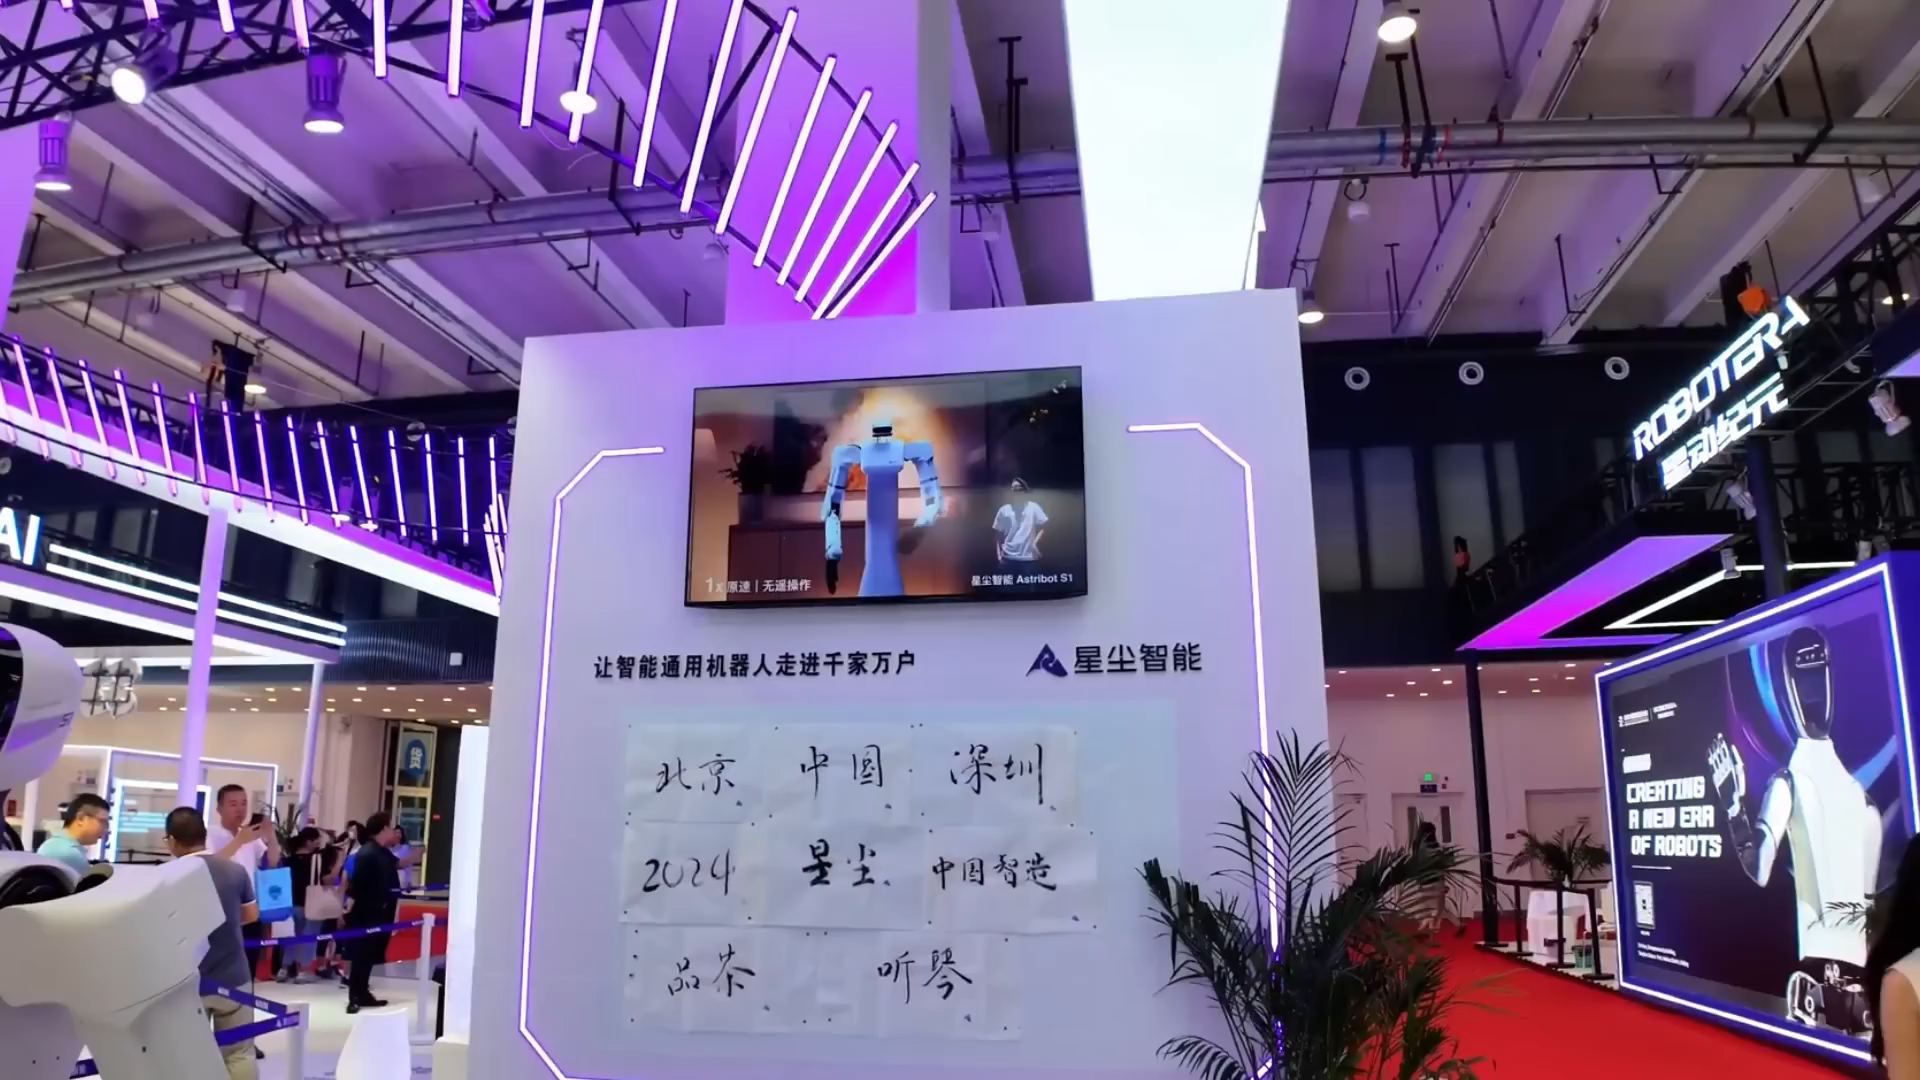 AI
ROBOTERA
星动纪元
1x原速 | 无遥操作
星尘智能 Astribot S1
让智能通用机器人走进千家万户
星尘智能
北京 中国 深圳
2024 星尘 中国智造
品茶 听琴
货
CREATING
A NEW ERA
OF ROBOTS